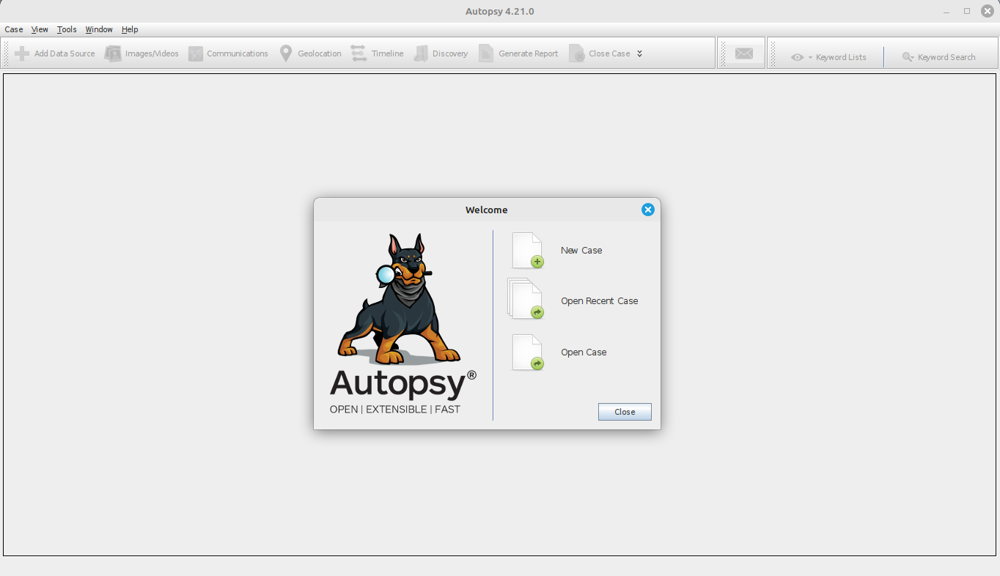 Autopsy 4.21.0
Case View Tools Window Help
Add Data Source Images/Videos Communications Geolocation Timeline Discovery Generate Report Close Case Keyword Lists Keyword Search
Welcome
New Case
Open Recent Case
Open Case
Autopsy®
OPEN | EXTENSIBLE | FAST
Close